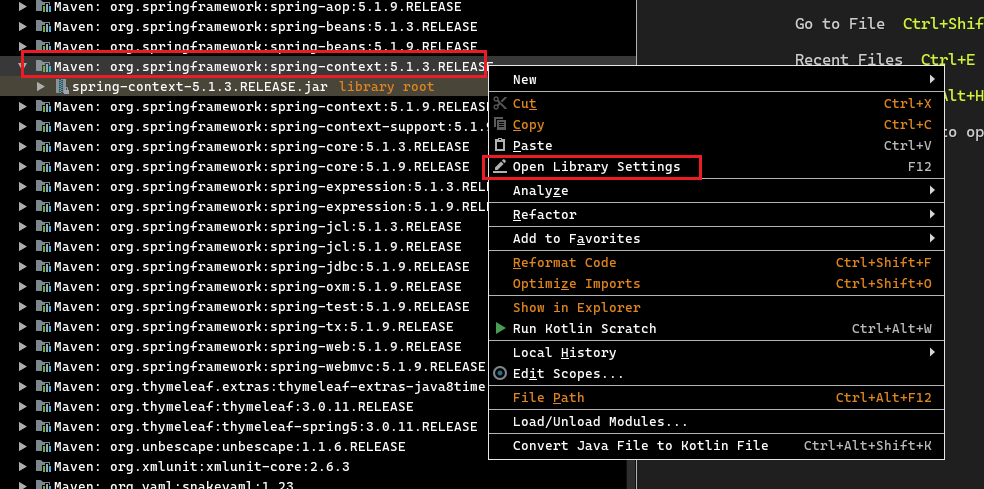 Maven: org.springframework:spring-aop:5.1.9.RELEASE
Maven: org.springframework:spring-beans:5.1.3.RELEASE
Maven: org.springframework:spring-beans:5.1.9.RELEASE
Maven: org.springframework:spring-context:5.1.3.RELEASE
spring-context-5.1.3.RELEASE.jar library root
Maven: org.springframework:spring-context:5.1.9.RELEASE
Maven: org.springframework:spring-context-support:5.1.9
Maven: org.springframework:spring-core:5.1.3.RELEASE
Maven: org.springframework:spring-core:5.1.9.RELEASE
Maven: org.springframework:spring-expression:5.1.3.REL
Maven: org.springframework:spring-expression:5.1.9.REL
Maven: org.springframework:spring-jcl:5.1.3.RELEASE
Maven: org.springframework:spring-jcl:5.1.9.RELEASE
Maven: org.springframework:spring-jdbc:5.1.9.RELEASE
Maven: org.springframework:spring-oxm:5.1.9.RELEASE
Maven: org.springframework:spring-test:5.1.9.RELEASE
Maven: org.springframework:spring-tx:5.1.9.RELEASE
Maven: org.springframework:spring-web:5.1.9.RELEASE
Maven: org.springframework:spring-webmvc:5.1.9.RELEASE
Maven: org.thymeleaf.extras:thymeleaf-extras-java8time
Maven: org.thymeleaf:thymeleaf:3.0.11.RELEASE
Maven: org.thymeleaf:thymeleaf-spring5:3.0.11.RELEASE
Maven: org.unbescape:unbescape:1.1.6.RELEASE
Maven: org.xmlunit:xmlunit-core:2.6.3
Maven: org.yaml:snakeyaml:1.23
New
Cut Ctrl+X
Copy Ctrl+C
Paste Ctrl+V
Open Library Settings F12
Analyze
Refactor
Add to Favorites
Reformat Code Ctrl+Shift+F
Optimize Imports Ctrl+Shift+O
Show in Explorer
Run Kotlin Scratch Ctrl+Alt+W
Local History
Edit Scopes...
File Path Ctrl+Alt+F12
Load/Unload Modules...
Convert Java File to Kotlin File Ctrl+Alt+Shift+K
Go to File Ctrl+Shif
Recent Files Ctrl+E
Alt+H
to op